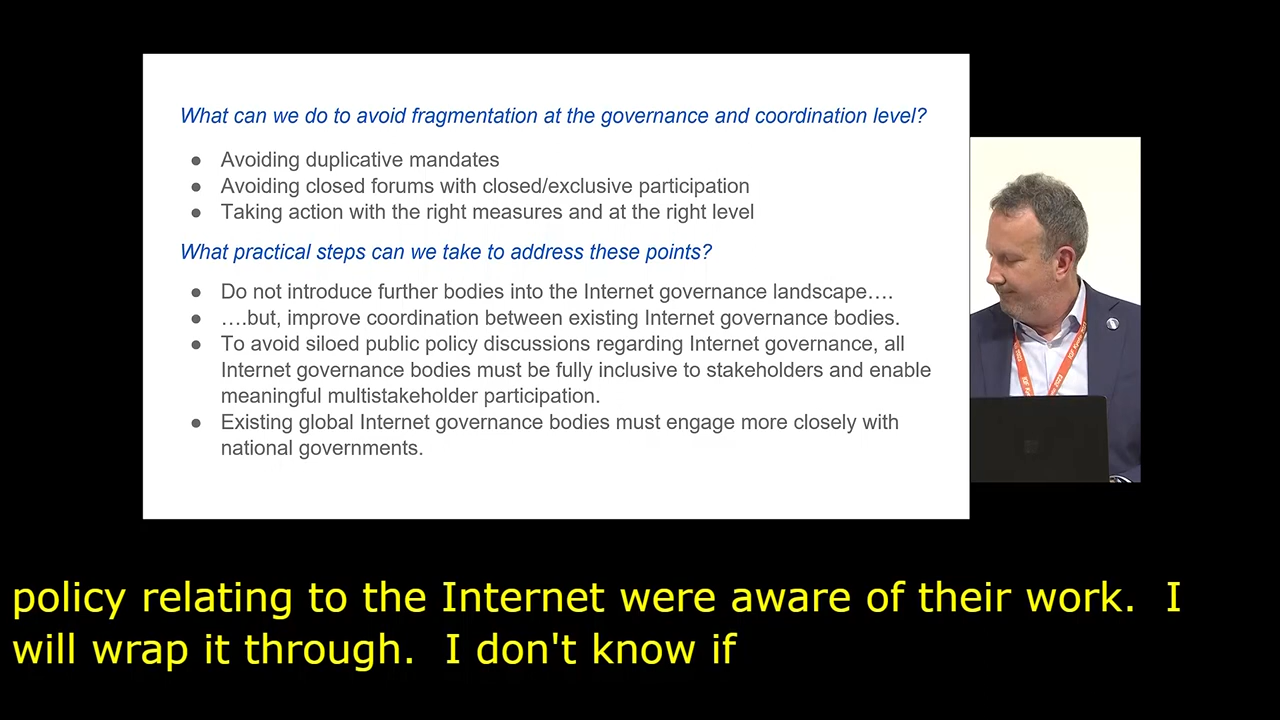 What can we do to avoid fragmentation at the governance and coordination level?
● Avoiding duplicative mandates
● Avoiding closed forums with closed/exclusive participation
● Taking action with the right measures and at the right level
What practical steps can we take to address these points?
● Do not introduce further bodies into the Internet governance landscape….
● ….but, improve coordination between existing Internet governance bodies.
● To avoid siloed public policy discussions regarding Internet governance, all
Internet governance bodies must be fully inclusive to stakeholders and enable
meaningful multistakeholder participation.
● Existing global Internet governance bodies must engage more closely with
national governments.
policy relating to the Internet were aware of their work.  I
will wrap it through.  I don't know if